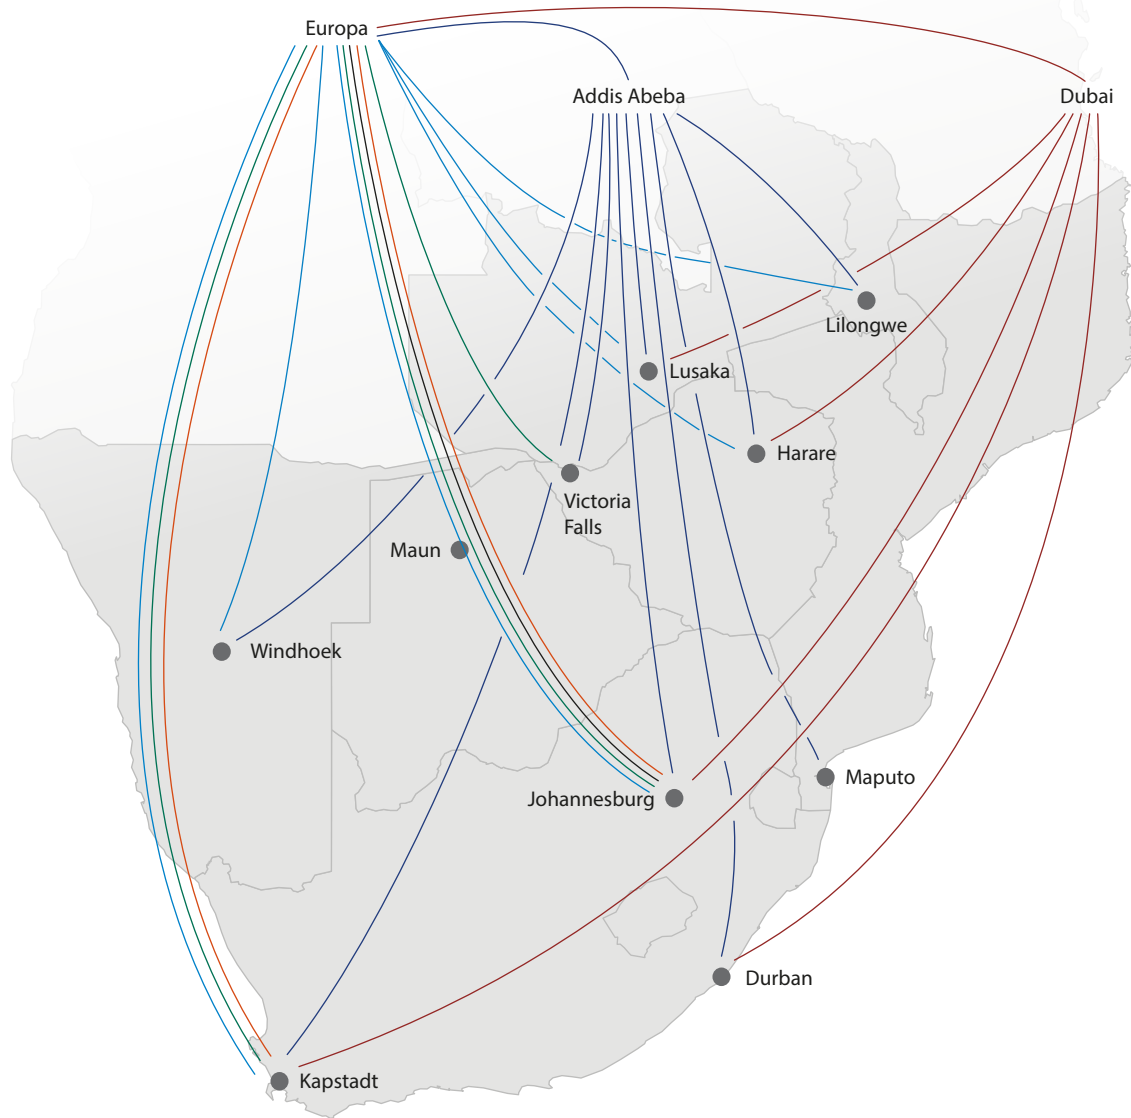 Europa
Addis Abeba
Dubai
Lilongwe
Lusaka
Harare
Victoria
Falls
Maun
Windhoek
Johannesburg
Maputo
Durban
Kapstadt